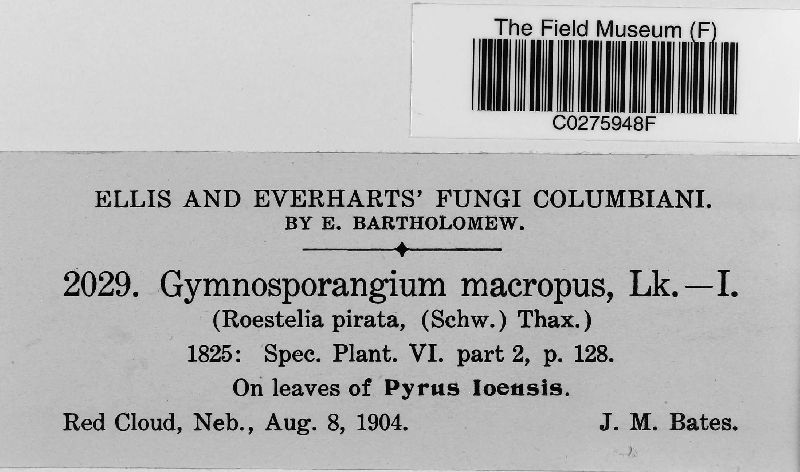 The Field Museum (F)
C0275948F
ELLIS AND EVERHARTS' FUNGI COLUMBIANI.
BY E. BARTHOLOMEW.
2029. Gymnosporangium macropus, Lk.—I.
(Roestelia pirata, (Schw.) Thax.)
1825: Spec. Plant. VI. part 2, p. 128.
On leaves of Pyrus Ioensis.
Red Cloud, Neb., Aug. 8, 1904. J. M. Bates.